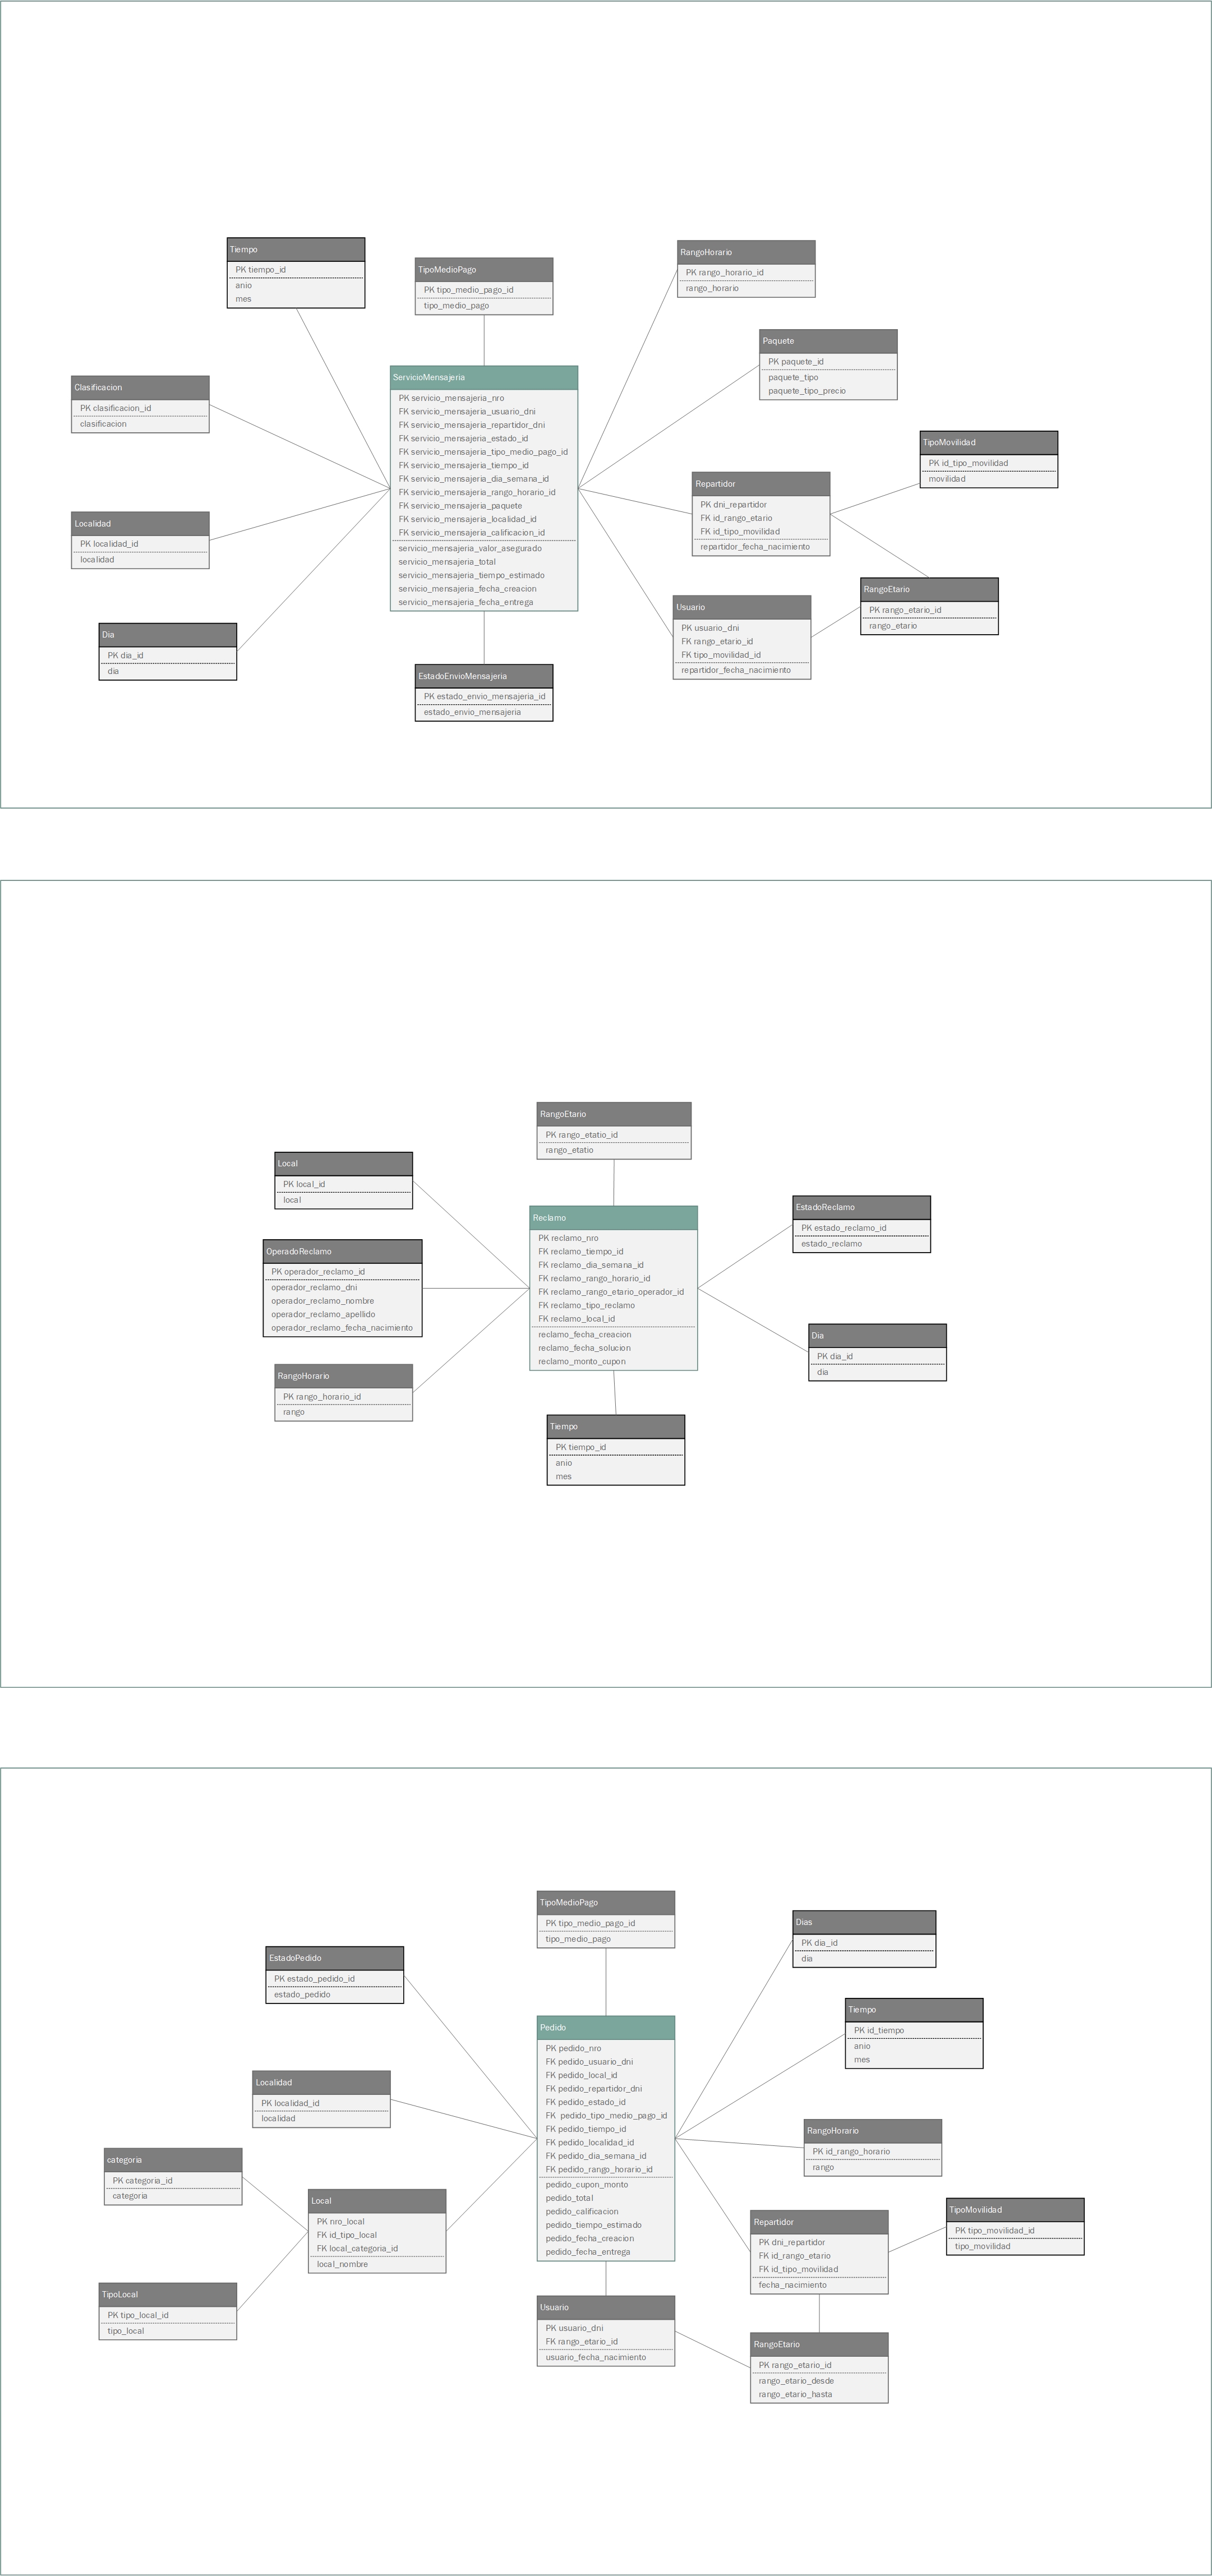 Tiempo
PK tiempo_id
anio
mes
TipoMedioPago
PK tipo_medio_pago_id
tipo_medio_pago
RangoHorario
PK rango_horario_id
rango_horario
Paquete
PK paquete_id
paquete_tipo
paquete_tipo_precio
Clasificacion
PK clasificacion_id
clasificacion
ServicioMensajeria
PK servicio_mensajeria_nro
FK servicio_mensajeria_usuario_dni
FK servicio_mensajeria_repartidor_dni
FK servicio_mensajeria_estado_id
FK servicio_mensajeria_tipo_medio_pago_id
FK servicio_mensajeria_tiempo_id
FK servicio_mensajeria_dia_semana_id
FK servicio_mensajeria_rango_horario_id
FK servicio_mensajeria_paquete
FK servicio_mensajeria_localidad_id
FK servicio_mensajeria_calificacion_id
servicio_mensajeria_valor_asegurado
servicio_mensajeria_total
servicio_mensajeria_tiempo_estimado
servicio_mensajeria_fecha_creacion
servicio_mensajeria_fecha_entrega
TipoMovilidad
PK id_tipo_movilidad
movilidad
Repartidor
PK dni_repartidor
FK id_rango_etario
FK id_tipo_movilidad
repartidor_fecha_nacimiento
Localidad
PK localidad_id
localidad
RangoEtario
PK rango_etario_id
rango_etario
Usuario
PK usuario_dni
FK rango_etario_id
FK tipo_movilidad_id
repartidor_fecha_nacimiento
Dia
PK dia_id
dia
EstadoEnvioMensajeria
PK estado_envio_mensajeria_id
estado_envio_mensajeria
RangoEtario
PK rango_etatio_id
rango_etatio
Local
PK local_id
local
EstadoReclamo
PK estado_reclamo_id
estado_reclamo
Reclamo
PK reclamo_nro
FK reclamo_tiempo_id
FK reclamo_dia_semana_id
FK reclamo_rango_horario_id
FK reclamo_rango_etario_operador_id
FK reclamo_tipo_reclamo
FK reclamo_local_id
reclamo_fecha_creacion
reclamo_fecha_solucion
reclamo_monto_cupon
OperadoReclamo
PK operador_reclamo_id
operador_reclamo_dni
operador_reclamo_nombre
operador_reclamo_apellido
operador_reclamo_fecha_nacimiento
Dia
PK dia_id
dia
RangoHorario
PK rango_horario_id
rango
Tiempo
PK tiempo_id
anio
mes
TipoMedioPago
PK tipo_medio_pago_id
tipo_medio_pago
Dias
PK dia_id
dia
EstadoPedido
PK estado_pedido_id
estado_pedido
Tiempo
PK id_tiempo
anio
mes
Pedido
PK pedido_nro
FK pedido_usuario_dni
FK pedido_local_id
FK pedido_repartidor_dni
FK pedido_estado_id
FK pedido_tipo_medio_pago_id
FK pedido_tiempo_id
FK pedido_localidad_id
FK pedido_dia_semana_id
FK pedido_rango_horario_id
pedido_cupon_monto
pedido_total
pedido_calificacion
pedido_tiempo_estimado
pedido_fecha_creacion
pedido_fecha_entrega
Localidad
PK localidad_id
localidad
RangoHorario
PK id_rango_horario
rango
categoria
PK categoria_id
categoria
Local
PK nro_local
FK id_tipo_local
FK local_categoria_id
local_nombre
TipoMovilidad
PK tipo_movilidad_id
tipo_movilidad
Repartidor
PK dni_repartidor
FK id_rango_etario
FK id_tipo_movilidad
fecha_nacimiento
TipoLocal
PK tipo_local_id
tipo_local
Usuario
PK usuario_dni
FK rango_etario_id
usuario_fecha_nacimiento
RangoEtario
PK rango_etario_id
rango_etario_desde
rango_etario_hasta